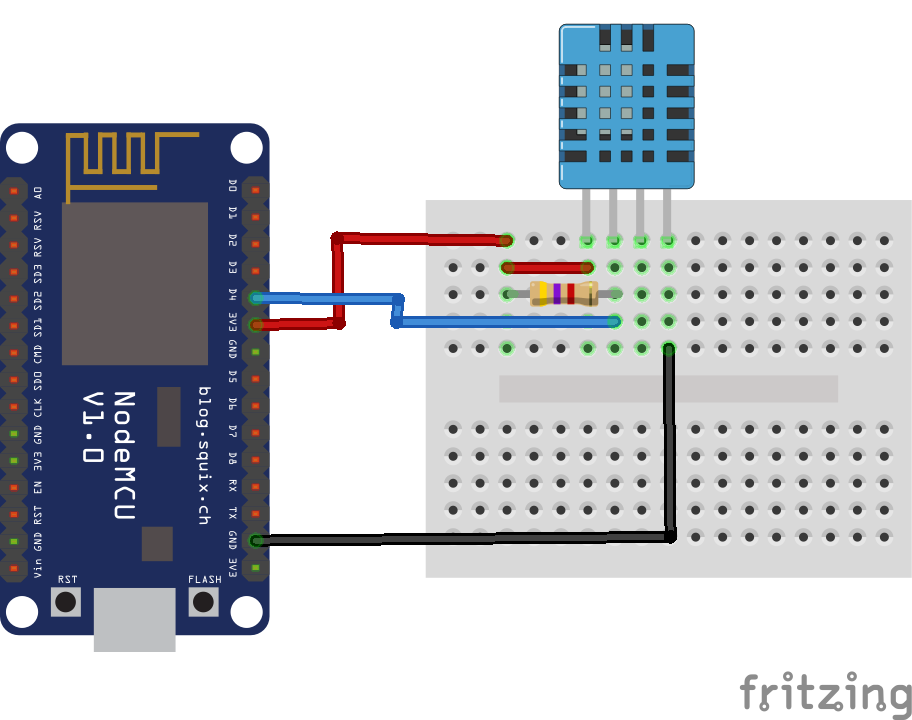 A0
RSV
RSV
SD3
SD2
SD1
CMD
SD0
CLK
GND
3V3
EN
RST
GND
Vin
D0
D1
D2
D3
D4
3V3
GND
D5
D6
D7
D8
RX
TX
GND
3V3
NodeMCU
V1.0
blog.squix.ch
RST
FLASH
fritzing